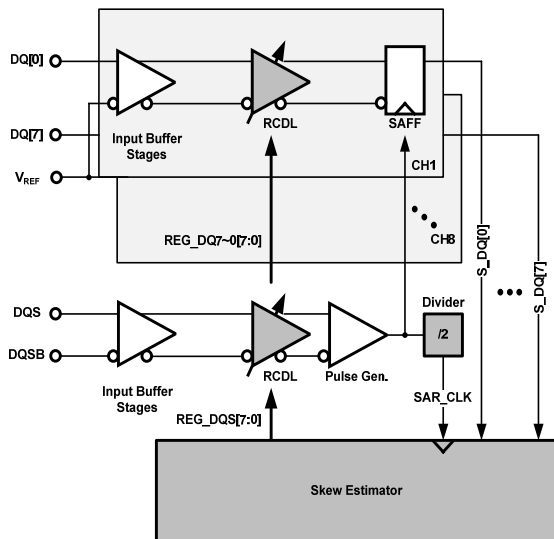 DQ[0]
Input Buffer
Stages
RCDL
SAFF
DQ[7]
VREF
CH1
CH8
REG_DQ7~0[7:0]
S_DQ[0]
S_DQ[7]
DQS
DQSB
Input Buffer
Stages
RCDL
Pulse Gen.
Divider
/2
SAR_CLK
REG_DQS[7:0]
Skew Estimator